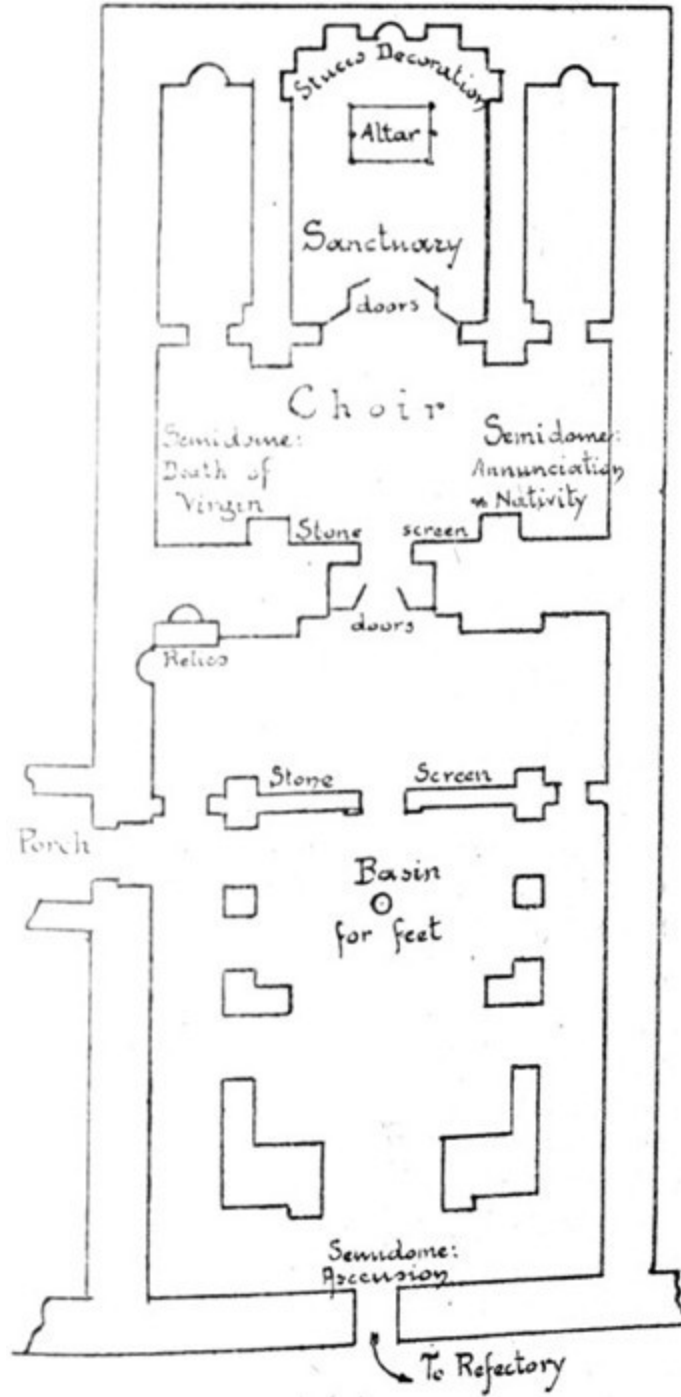 Stucco Decoration
Altar
Sanctuary
doors
Choir
Semidome:
Death of
Virgin
Semidome:
Annunciation
& Nativity
Stone screen
doors
Relics
Stone Screen
Porch
Basin
for feet
Semidome:
Ascension
To Refectory